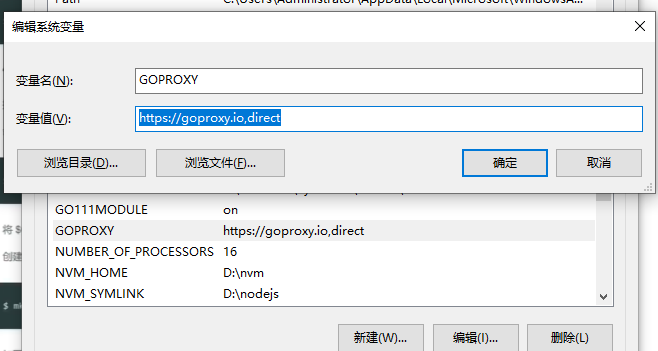 Path C:\Users\Administrator\AppData\Local\Microsoft\WindowsA...
编辑系统变量
变量名(N): GOPROXY
变量值(V): https://goproxy.io,direct
浏览目录(D)... 浏览文件(F)... 确定 取消
GO111MODULE on
GOPROXY https://goproxy.io,direct
将
NUMBER_OF_PROCESSORS 16
创建
NVM_HOME D:\nvm
NVM_SYMLINK D:\nodejs
新建(W)... 编辑(I)... 删除(L)